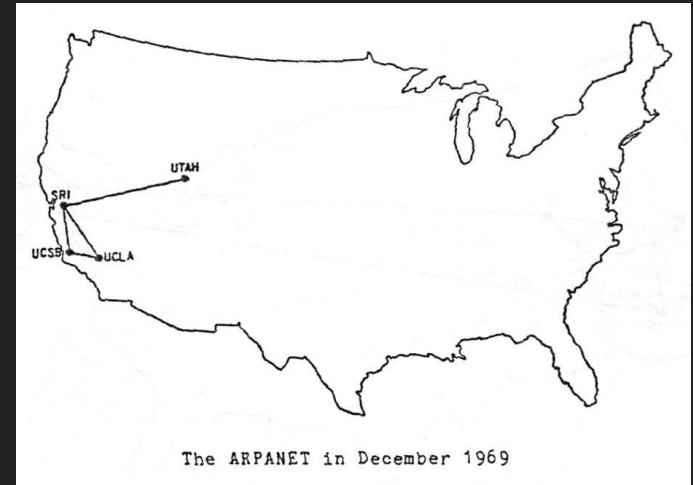 UTAH
SRI
UCSB
UCLA
The ARPANET in December 1969